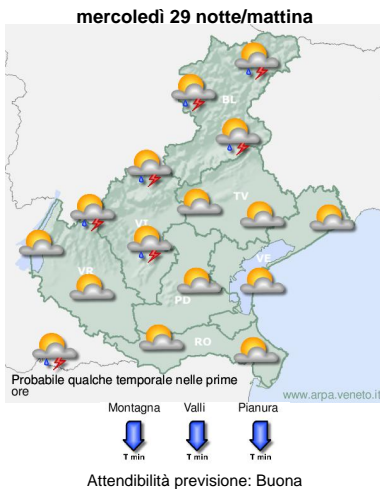 mercoledì 29 notte/mattina
BL
TV
VI
VE
VR
PD
RO
Probabile qualche temporale nelle prime
ore
www.arpa.veneto.it
Montagna Valli Pianura
T min T min T min
Attendibilità previsione: Buona